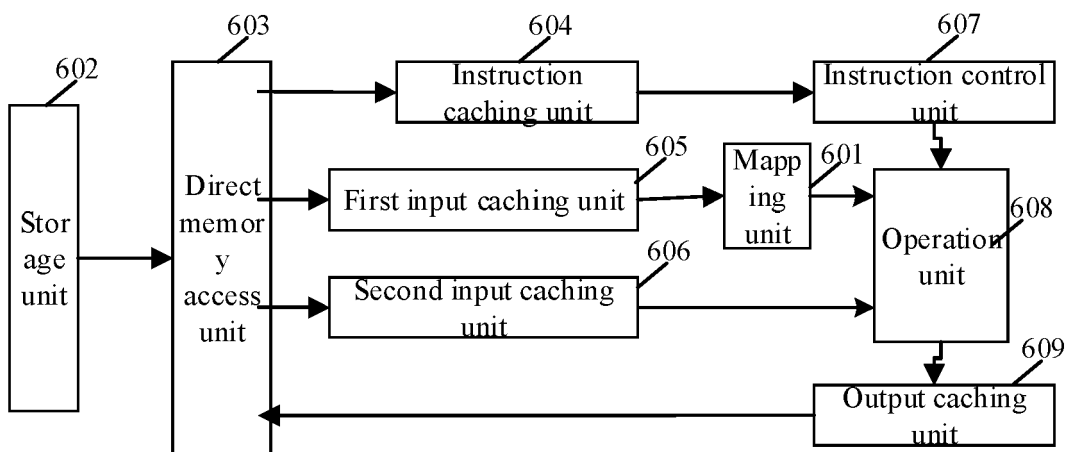 602
Stor
age
unit
603
Direct
memor
y
access
unit
604
Instruction
caching unit
607
Instruction control
unit
605
First input caching unit
601
Mapp
ing
unit
606
Second input caching
unit
608
Operation
unit
609
Output caching
unit